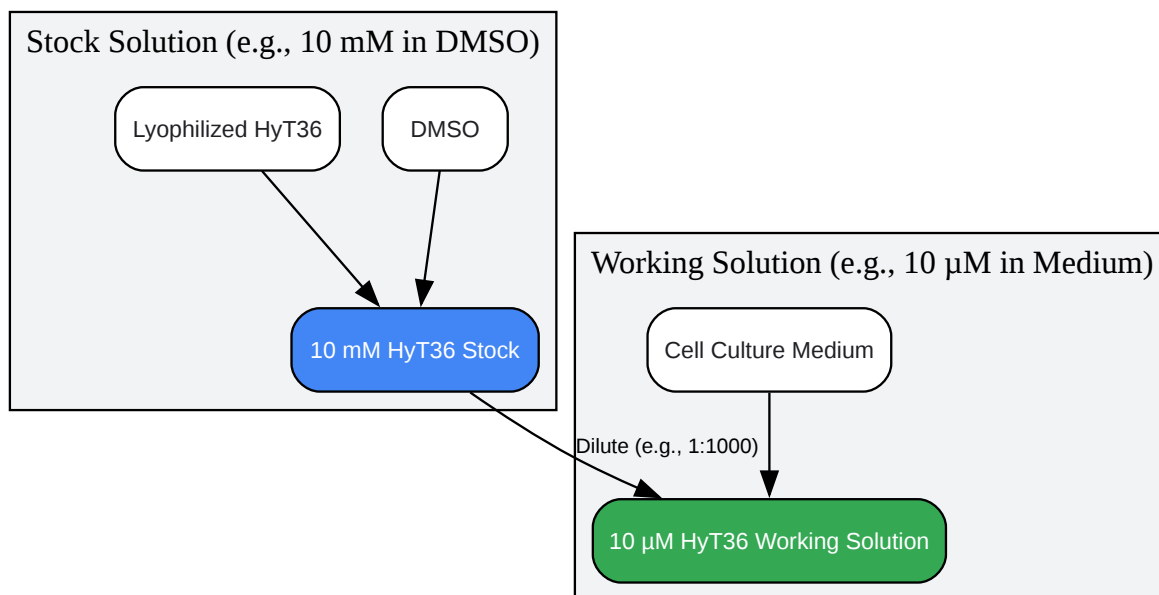 Stock Solution (e.g., 10 mM in DMSO)
Lyophilized HyT36
DMSO
10 mM HyT36 Stock
Working Solution (e.g., 10 µM in Medium)
Cell Culture Medium
Dilute (e.g., 1:1000)
10 µM HyT36 Working Solution